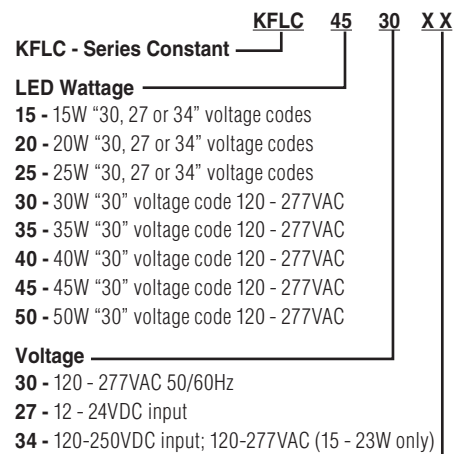 KFLC 45 30 X X
KFLC - Series Constant
LED Wattage
15 - 15W “30, 27 or 34” voltage codes
20 - 20W “30, 27 or 34” voltage codes
25 - 25W “30, 27 or 34” voltage codes
30 - 30W “30” voltage code 120 - 277VAC
35 - 35W “30” voltage code 120 - 277VAC
40 - 40W “30” voltage code 120 - 277VAC
45 - 45W “30” voltage code 120 - 277VAC
50 - 50W “30” voltage code 120 - 277VAC
Voltage
30 - 120 - 277VAC 50/60Hz
27 - 12 - 24VDC input
34 - 120-250VDC input; 120-277VAC (15 - 23W only)